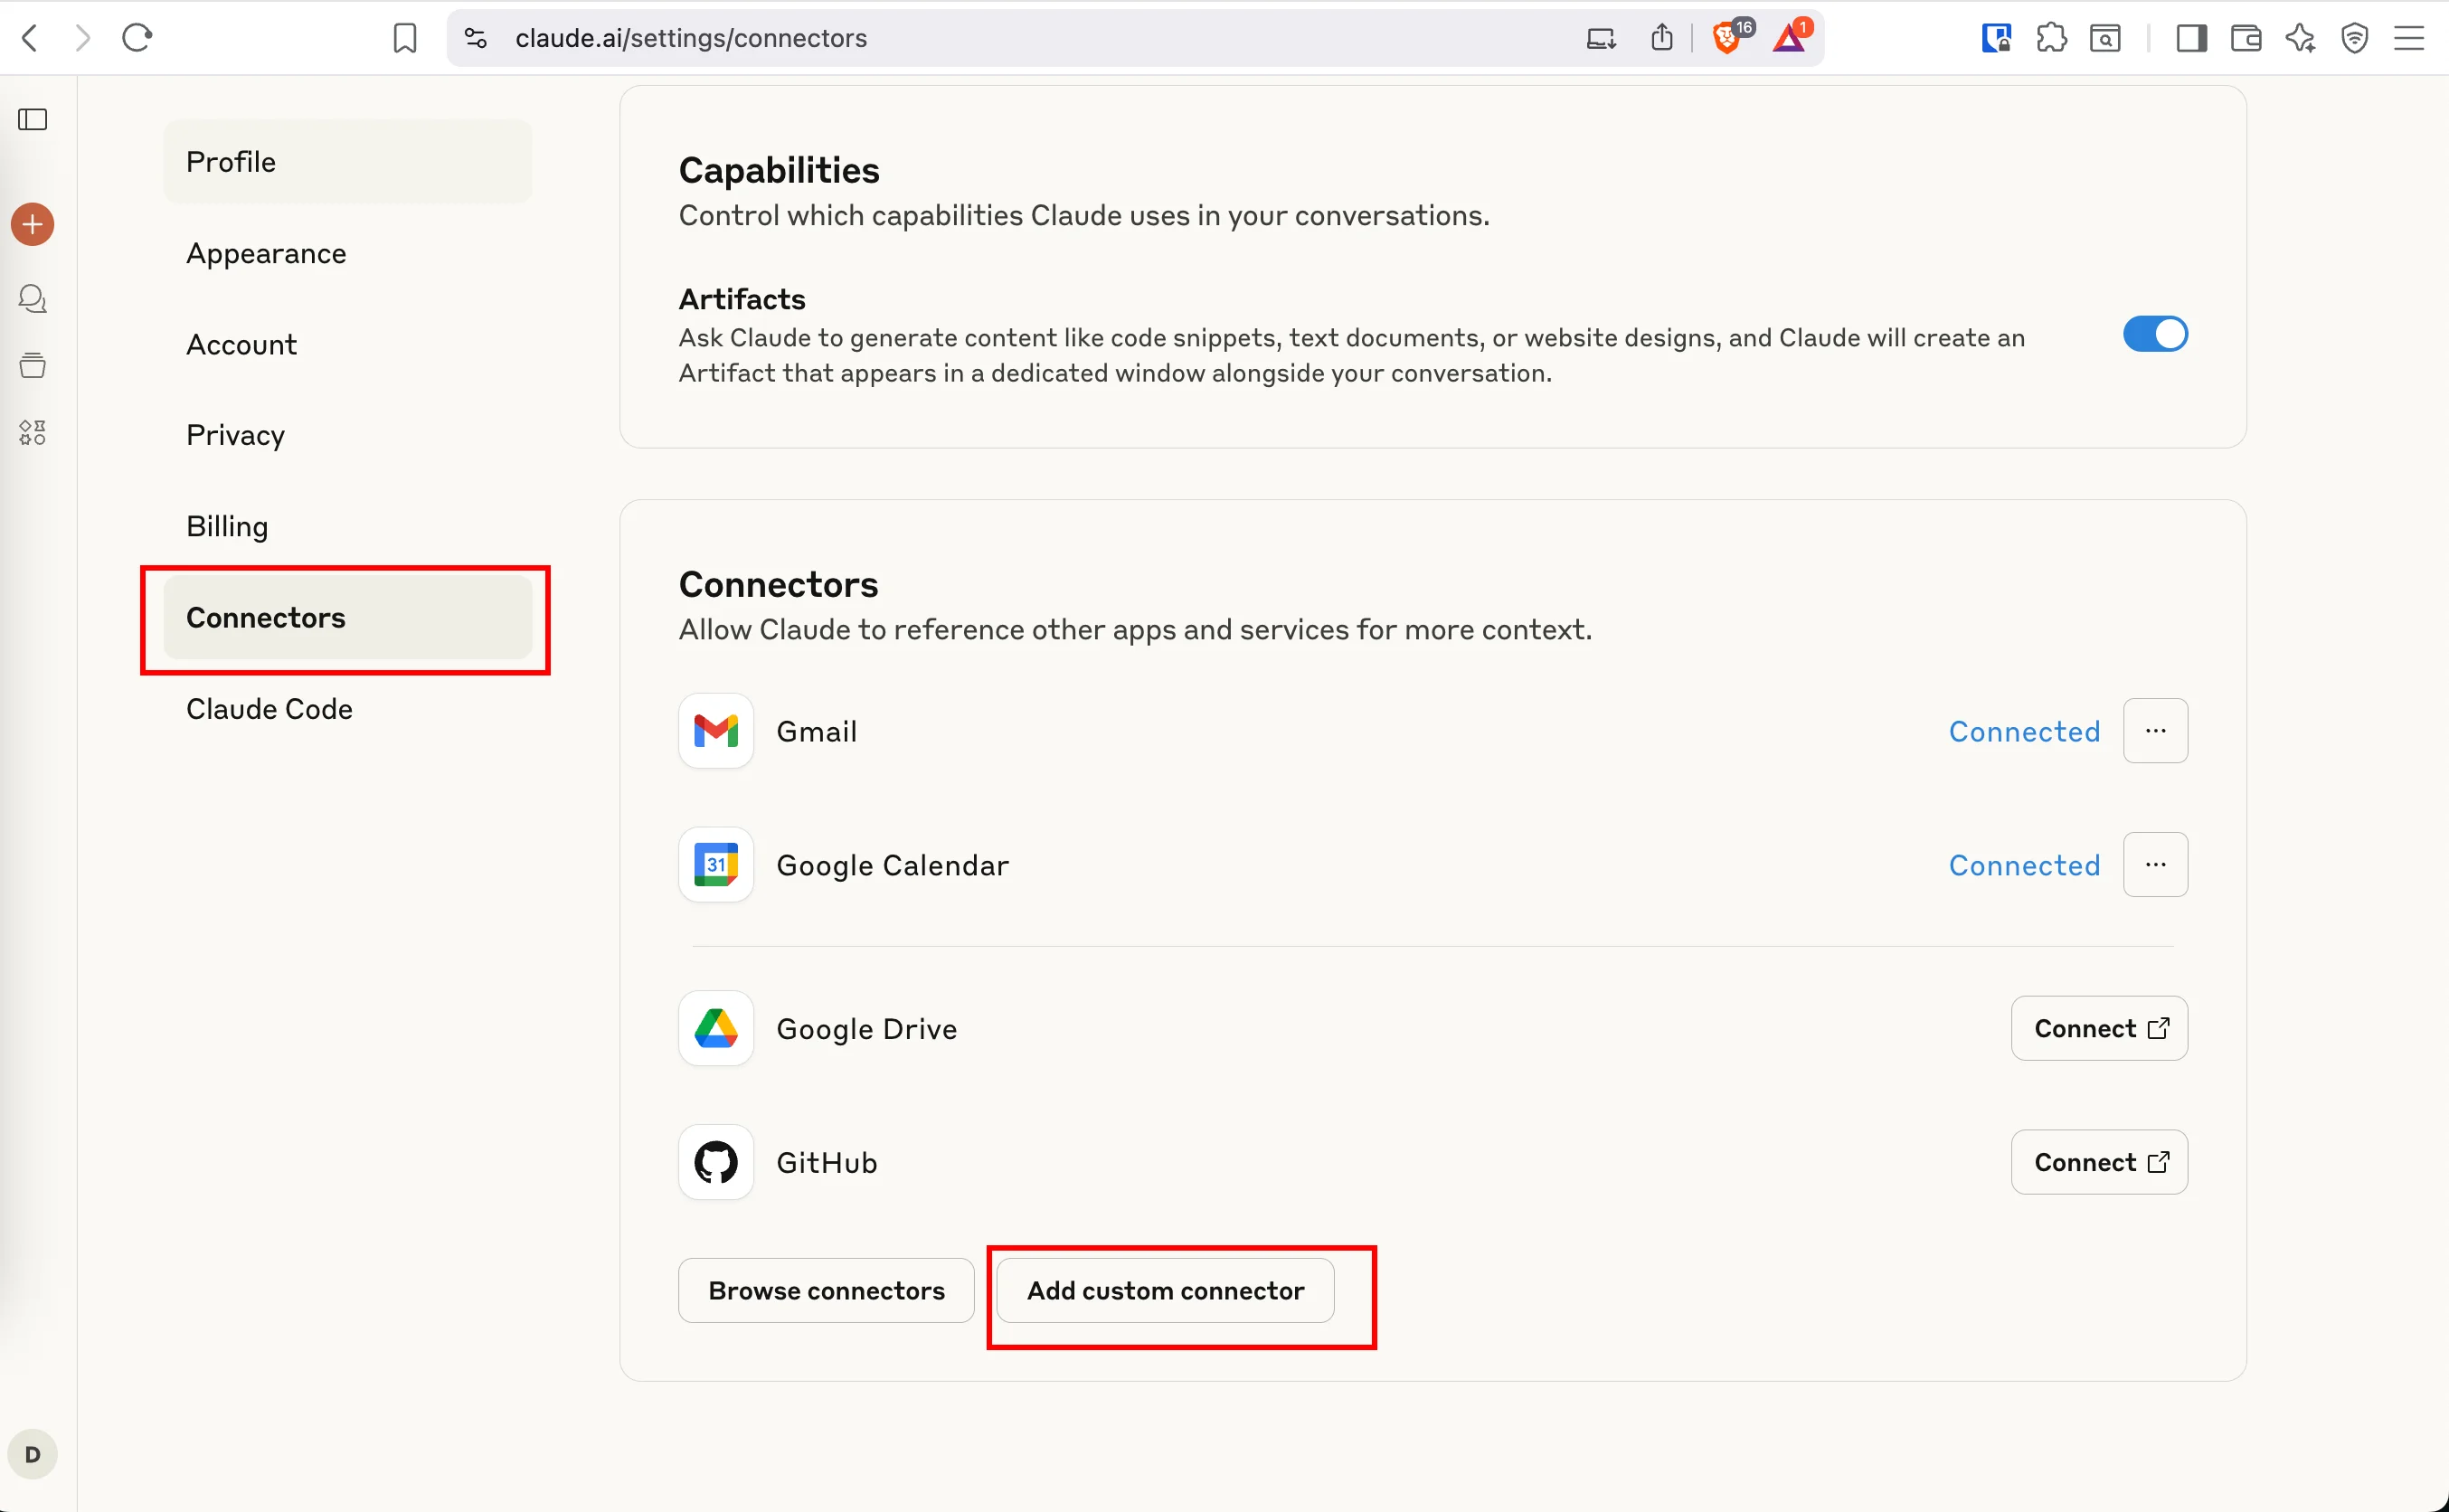 claude.ai/settings/connectors
16
1
Profile
Appearance
Account
Privacy
Billing
Connectors
Claude Code
Capabilities
Control which capabilities Claude uses in your conversations.
Artifacts
Ask Claude to generate content like code snippets, text documents, or website designs, and Claude will create an
Artifact that appears in a dedicated window alongside your conversation.
Connectors
Allow Claude to reference other apps and services for more context.
Gmail
Connected
31
Google Calendar
Connected
Google Drive
Connect
GitHub
Connect
Browse connectors
Add custom connector
D